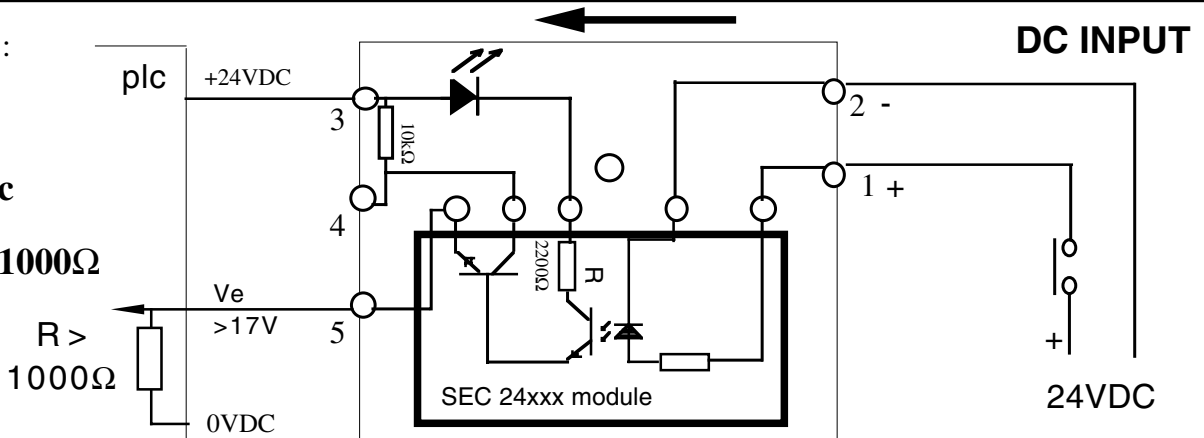 :
DC INPUT
plc
+24VDC
3
10kΩ
2 -
1 +
c
4
1000Ω
2200Ω
R
Ve
>17V
5
R >
1000Ω
SEC 24xxx module
+
24VDC
0VDC